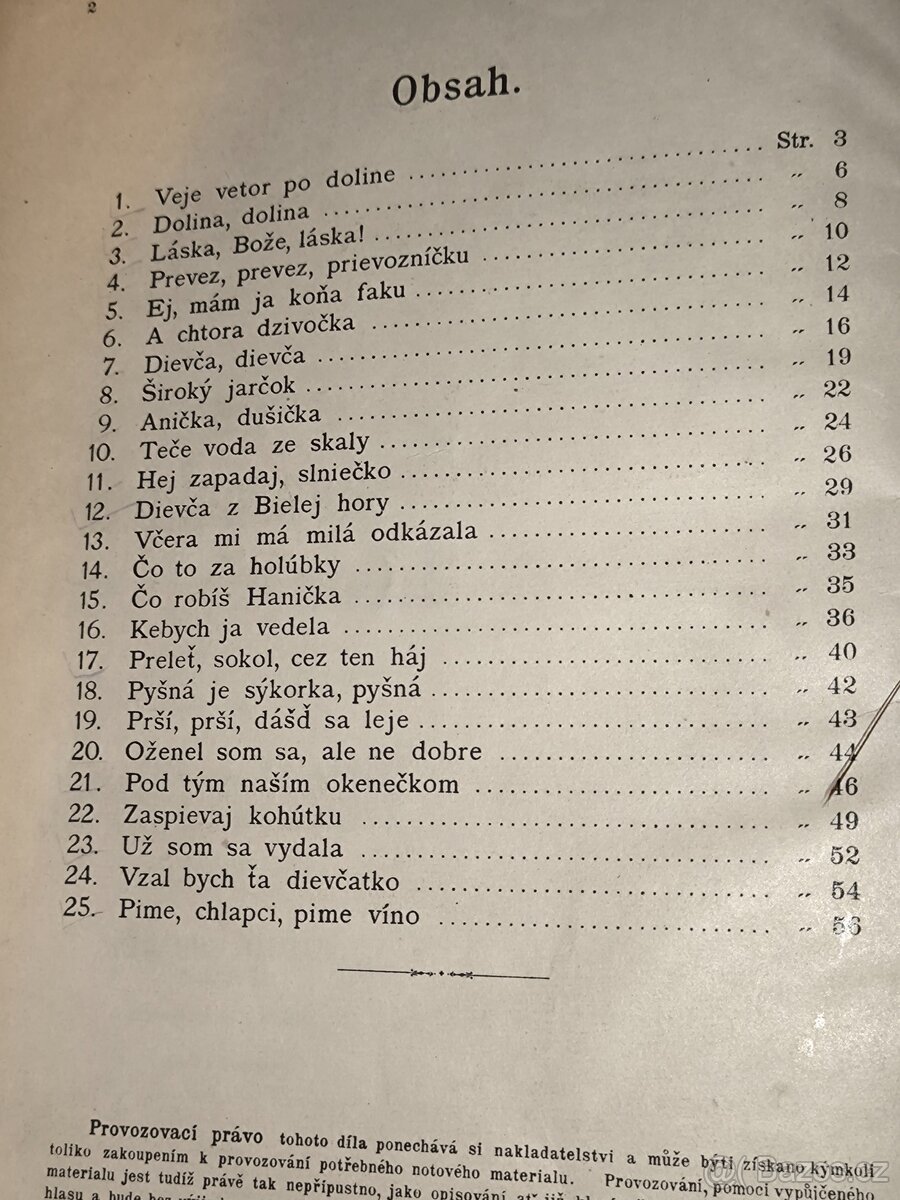 2
Obsah.
1. Veje vetor po doline Str. 3
2. Dolina, dolina „ 6
3. Láska, Bože, láska! „ 8
4. Prevez, prevez, prievozníčku „ 10
5. Ej, mám ja koňa faku „ 12
6. A chtora dzivočka „ 14
7. Dievča, dievča „ 16
8. Široký jarčok „ 19
9. Anička, dušička „ 22
10. Teče voda ze skaly „ 24
11. Hej zapadaj, slniečko „ 26
12. Dievča z Bielej hory „ 29
13. Včera mi má milá odkázala „ 31
14. Čo to za holúbky „ 33
15. Čo robíš Hanička „ 35
16. Kebych ja vedela „ 36
17. Preleť, sokol, cez ten háj „ 40
18. Pyšná je sýkorka, pyšná „ 42
19. Prší, prší, dášď sa leje „ 43
20. Oženel som sa, ale ne dobre „ 44
21. Pod tým naším okenečkom „ 46
22. Zaspievaj kohútku „ 49
23. Už som sa vydala „ 52
24. Vzal bych ťa dievčatko „ 54
25. Pime, chlapci, pime víno „ 56
Provozovací právo tohoto díla ponechává si nakladatelství a může býti získáno kýmkoli
toliko zakoupením k provozování potřebného notového materialu. Provozování, pomocí vypůjčeného
materialu jest tudíž právě tak nepřípustno, jako opisování
hlasu a bude
Bazos.cz